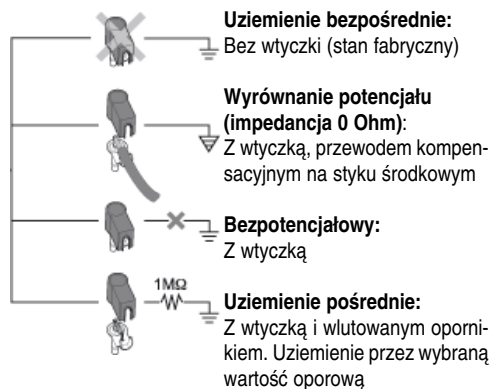 Uziemienie bezpośrednie:
Bez wtyczki (stan fabryczny)
Wyrównanie potencjału
(impedancja 0 Ohm):
Z wtyczką, przewodem kompen-
sacyjnym na styku środkowym
Bezpotencjałowy:
Z wtyczką
1MΩ
Uziemienie pośrednie:
Z wtyczką i wlutowanym oporni-
kiem. Uziemienie przez wybraną
wartość oporową